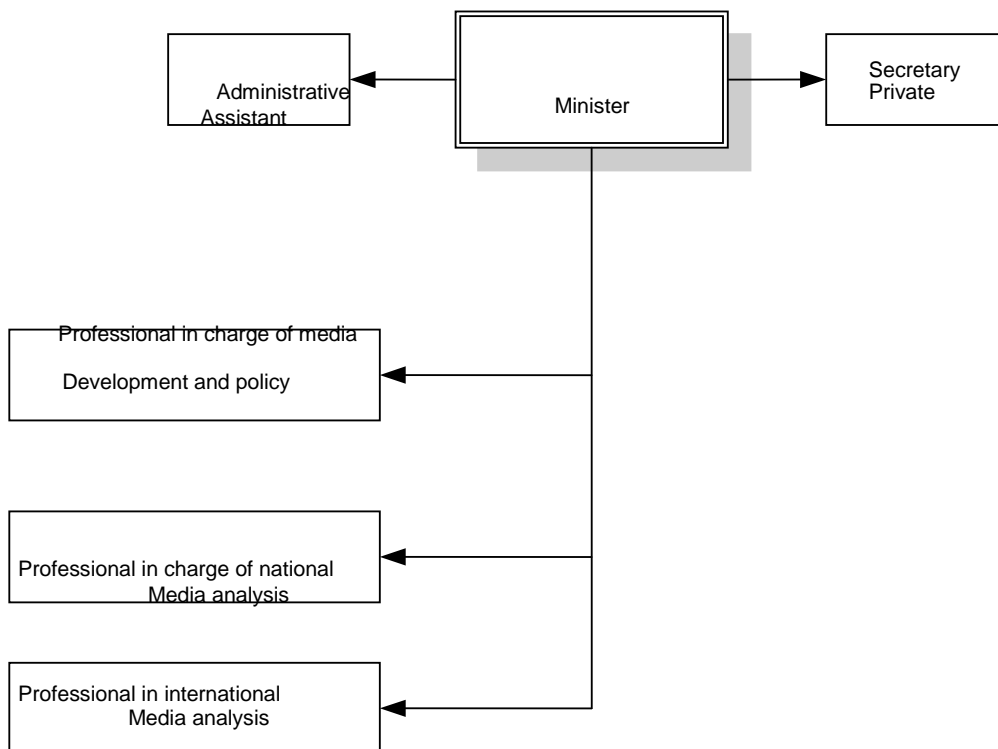 Administrative
Assistant
Minister
Secretary
Private
Professional in charge of media
Development and policy
Professional in charge of national
Media analysis
Professional in international
Media analysis